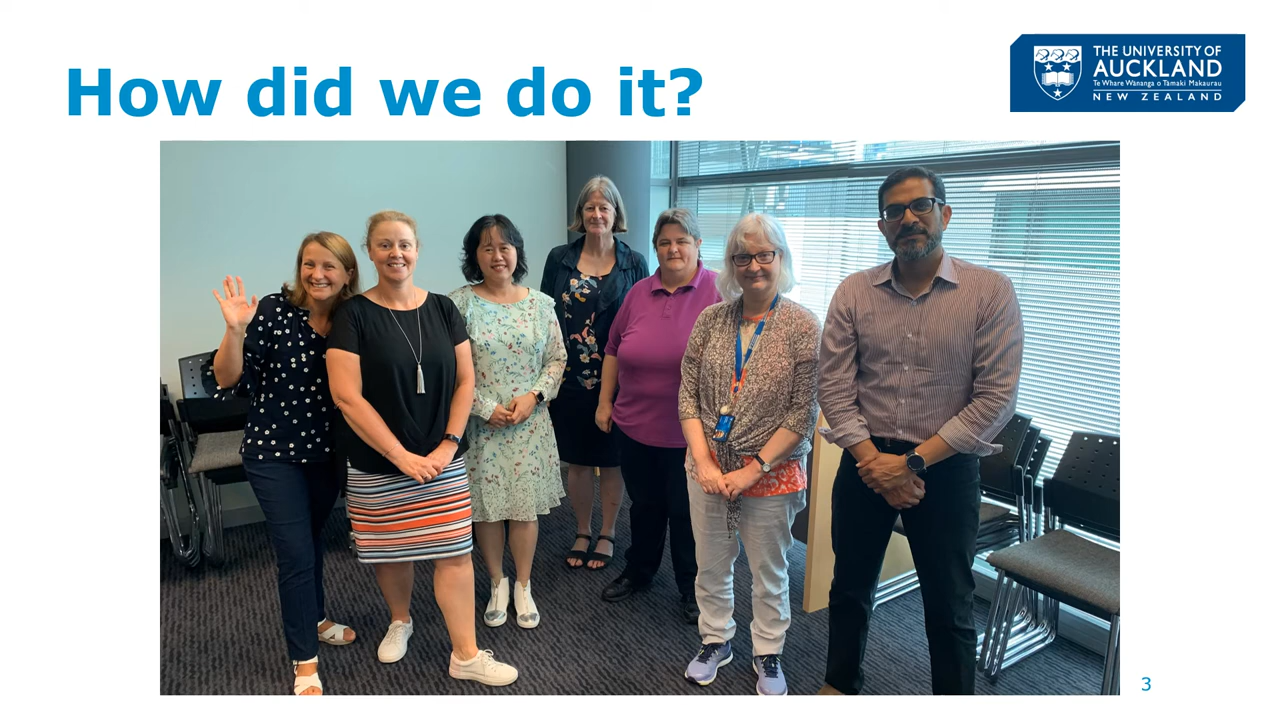 How did we do it?
THE UNIVERSITY OF
AUCKLAND
Te Whare Wānanga o Tāmaki Makaurau
NEW ZEALAND
3